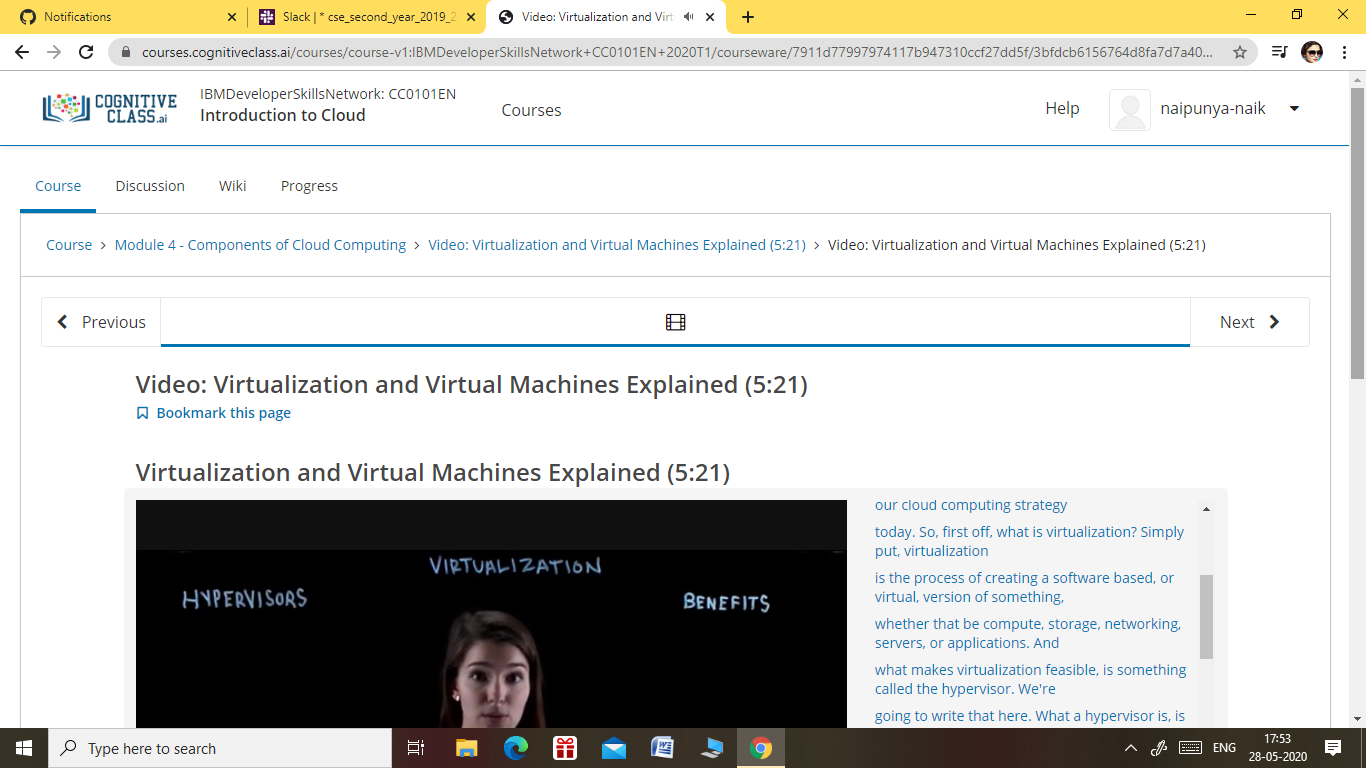 Notifications
Slack | * cse_second_year_2019_2
Video: Virtualization and Virt
courses.cognitiveclass.ai/courses/course-v1:IBMDeveloperSkillsNetwork+CC0101EN+2020T1/courseware/7911d77997974117b947310ccf27dd5f/3bfdcb6156764d8fa7d7a40...
COGNITIVE
CLASS.ai
IBMDeveloperSkillsNetwork: CC0101EN
Introduction to Cloud
Courses
Help
naipunya-naik
Course
Discussion
Wiki
Progress
Course > Module 4 - Components of Cloud Computing > Video: Virtualization and Virtual Machines Explained (5:21) > Video: Virtualization and Virtual Machines Explained (5:21)
Previous
Next
Video: Virtualization and Virtual Machines Explained (5:21)
Bookmark this page
Virtualization and Virtual Machines Explained (5:21)
VIRTUALIZATION
HYPERVISORS
BENEFITS
our cloud computing strategy
today. So, first off, what is virtualization? Simply
put, virtualization
is the process of creating a software based, or
virtual, version of something,
whether that be compute, storage, networking,
servers, or applications. And
what makes virtualization feasible, is something
called the hypervisor. We're
going to write that here. What a hypervisor is, is
Type here to search
ENG
17:53
28-05-2020